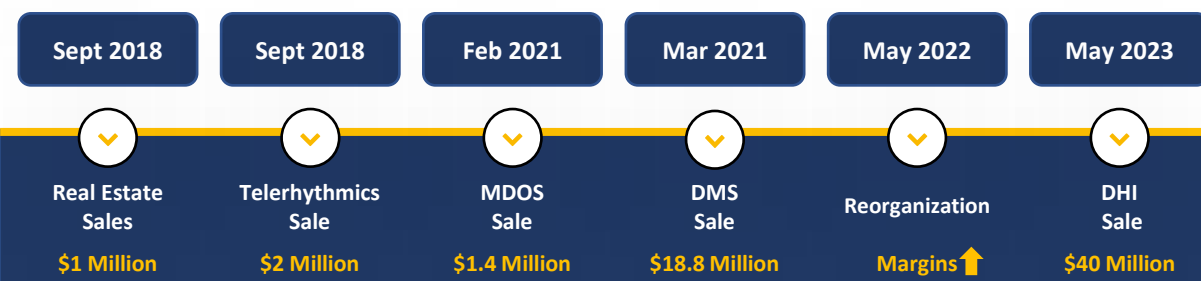 Sept 2018
Sept 2018
Feb 2021
Mar 2021
May 2022
May 2023
Real Estate
Sales
$1 Million
Telerhythmics
Sale
$2 Million
MDOS
Sale
$1.4 Million
DMS
Sale
$18.8 Million
Reorganization
Margins
DHI
Sale
$40 Million